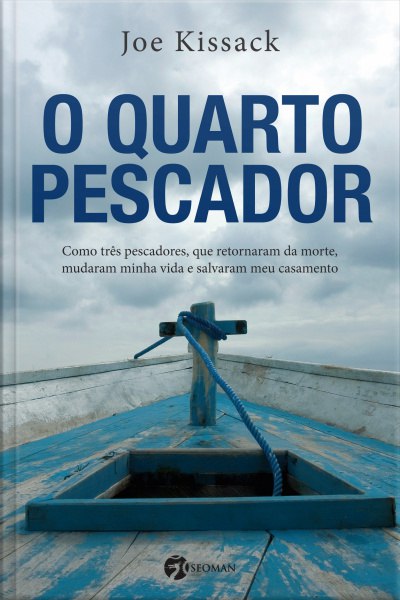 Joe Kissack
O QUARTO
PESCADOR
Como três pescadores, que retornaram da morte,
mudaram minha vida e salvaram meu casamento
SEOMAN